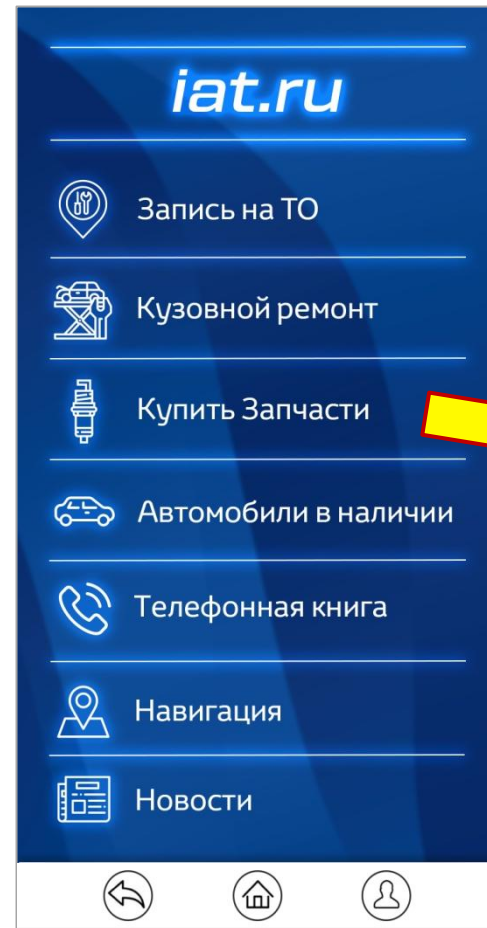 iat.ru
Запись на ТО
Кузовной ремонт
Купить Запчасти
Автомобили в наличии
Телефонная книга
Навигация
Новости